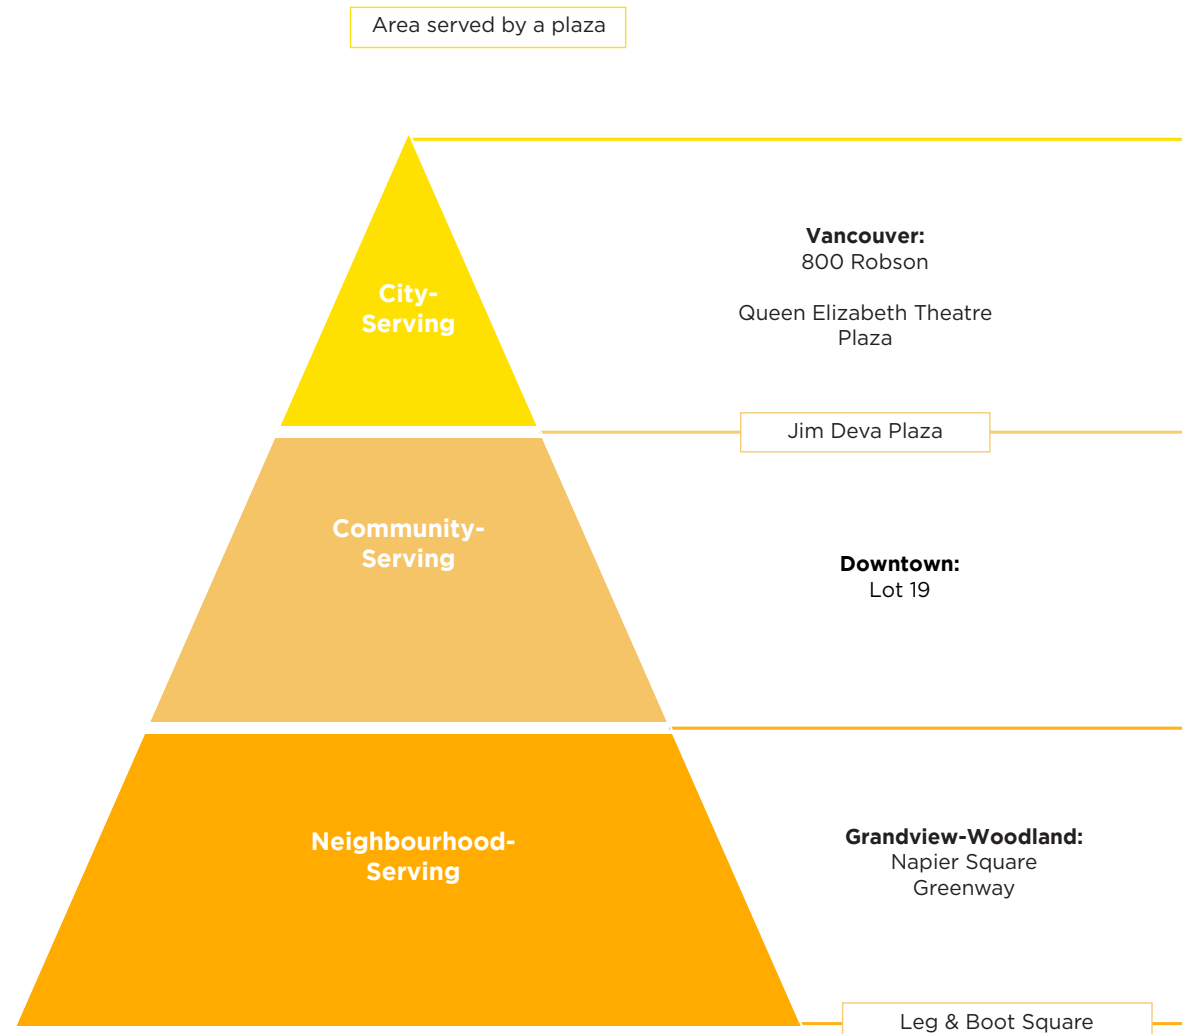 Area served by a plaza
City-
Serving
Vancouver:
800 Robson
Queen Elizabeth Theatre
Plaza
Jim Deva Plaza
Community-
Serving
Downtown:
Lot 19
Neighbourhood-
Serving
Grandview-Woodland:
Napier Square
Greenway
Leg & Boot Square